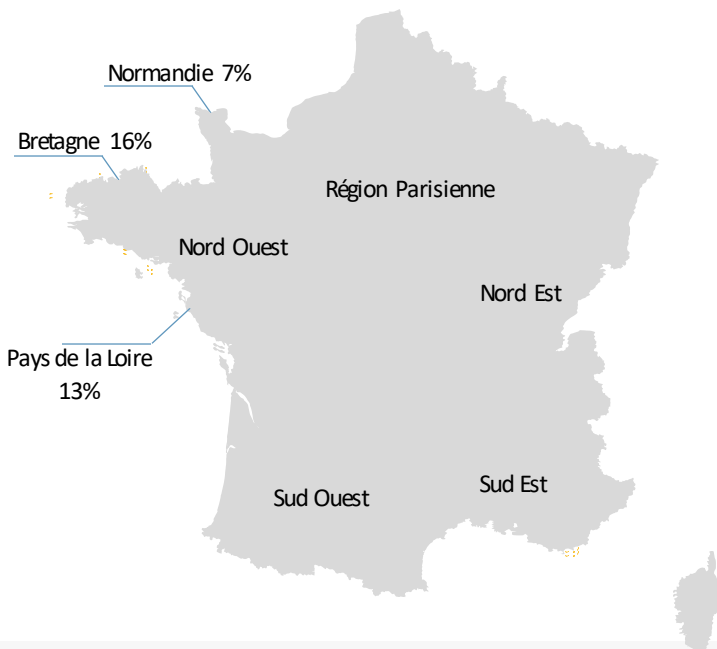 Normandie 7%
Bretagne 16%
Région Parisienne
Nord Ouest
Nord Est
Pays de la Loire
13%
Sud Ouest
Sud Est